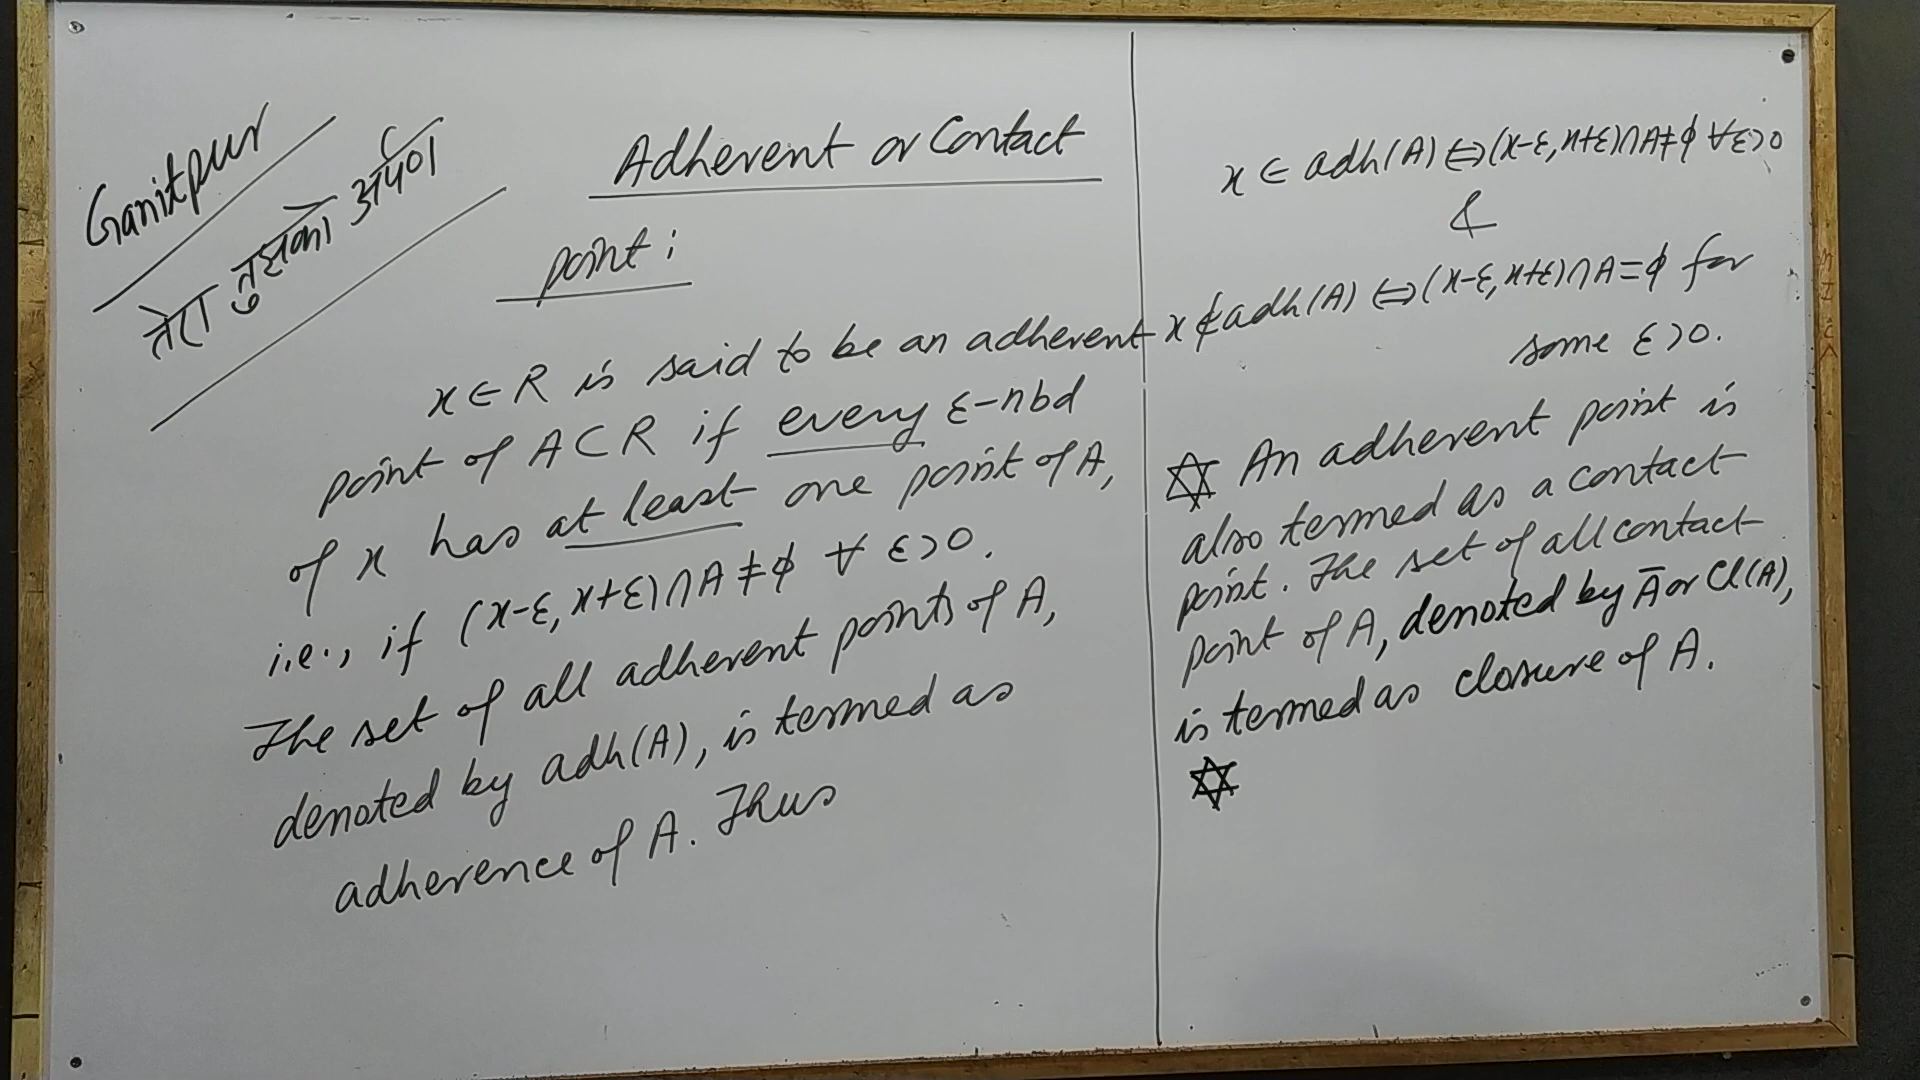 Ganitpur
तेरा तुझको अर्पण
Adherent or Contact
point :
x ∈ R is said to be an adherent
point of A ⊂ R if every ε-nbd
of x has at least one point of A,
i.e., if (x-ε, x+ε)∩A ≠ ϕ ∀ ε>0.
The set of all adherent points of A,
denoted by adh(A), is termed as
adherence of A. Thus
x ∈ adh(A) ⇔ (x-ε, x+ε)∩A≠ϕ ∀ε>0
&
x ∉ adh(A) ⇔ (x-ε, x+ε)∩A=ϕ for
some ε>0.
✡ An adherent point is
also termed as a contact
point. The set of all contact
point of A, denoted by Ā or Cl(A),
is termed as closure of A.
✡